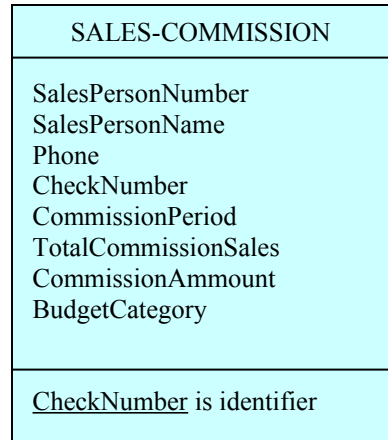 SALES-COMMISSION
SalesPersonNumber
SalesPersonName
Phone
CheckNumber
CommissionPeriod
TotalCommissionSales
CommissionAmmount
BudgetCategory
CheckNumber is identifier